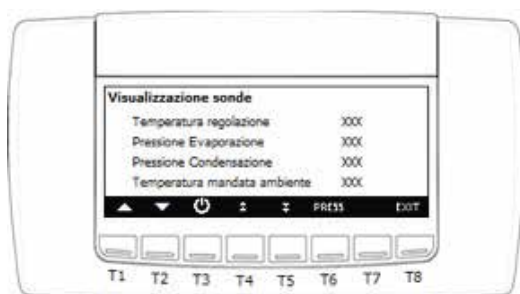 Visualizzazione sonde
Temperatura regolazione XXX
Pressione Evaporazione XXX
Pressione Condensazione XXX
Temperatura mandata ambiente XXX
PRESS EXIT
T1 T2 T3 T4 T5 T6 T7 T8